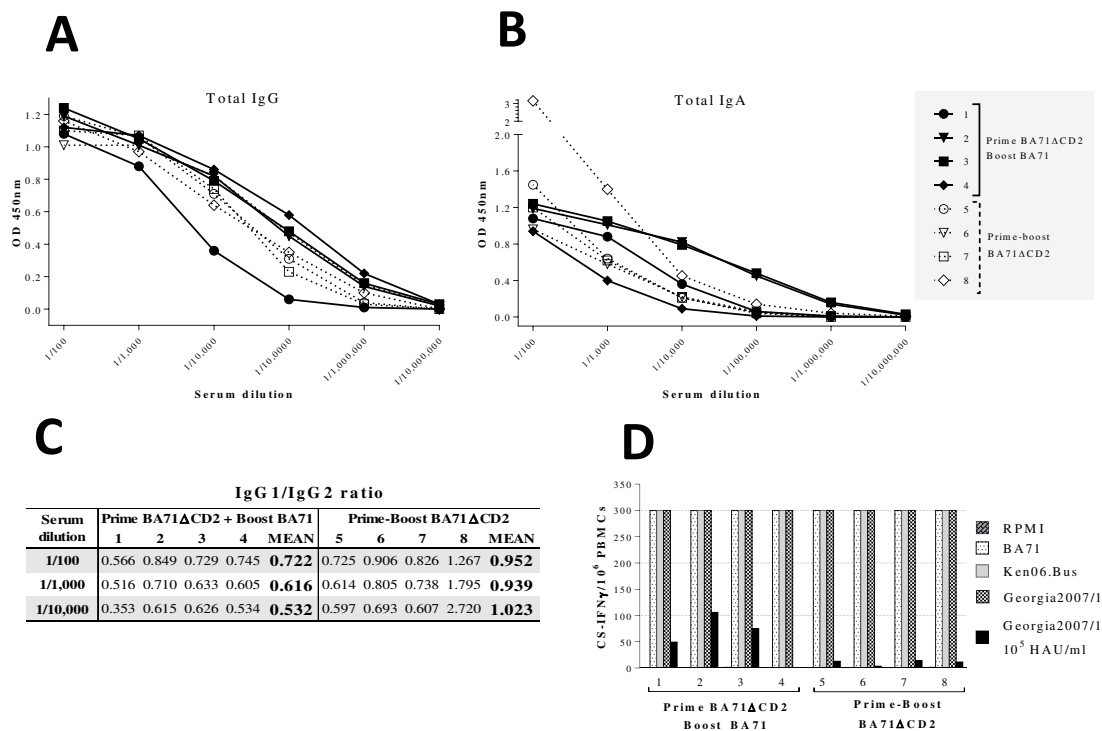 A
B
Total IgG
Total IgA
OD 450nm
1.2
1.0
0.8
0.6
0.4
0.2
0.0
1/100
1/1,000
1/10,000
1/10,0000
1/1,000,000
1/10,000,000
Serum dilution
OD 450nm
3
2
2.0
1.6
1.2
0.8
0.4
0.0
1/100
1/1,000
1/10,000
1/100,000
1/1,000,000
1/10,000,000
Serum dilution
1
2
3
4
Prime BA71ΔCD2
Boost BA71
5
6
7
8
Prime-boost
BA71ΔCD2
C
D
IgG1/IgG2 ratio
Serum dilution Prime BA71ΔCD2 + Boost BA71 Prime-Boost BA71ΔCD2
1 2 3 4 MEAN 5 6 7 8 MEAN
1/100 0.566 0.849 0.729 0.745 0.722 0.725 0.906 0.826 1.267 0.952
1/1,000 0.516 0.710 0.633 0.605 0.616 0.614 0.805 0.738 1.795 0.939
1/10,000 0.353 0.615 0.626 0.534 0.532 0.597 0.693 0.607 2.720 1.023
CS-IFNγ/10⁶ PBMCs
350
300
250
200
150
100
50
0
1 2 3 4 5 6 7 8
Prime BA71ΔCD2
Boost BA71
Prime-Boost
BA71ΔCD2
RPMI
BA71
Ken06.Bus
Georgia2007/1
Georgia2007/1
10⁵ HAU/ml